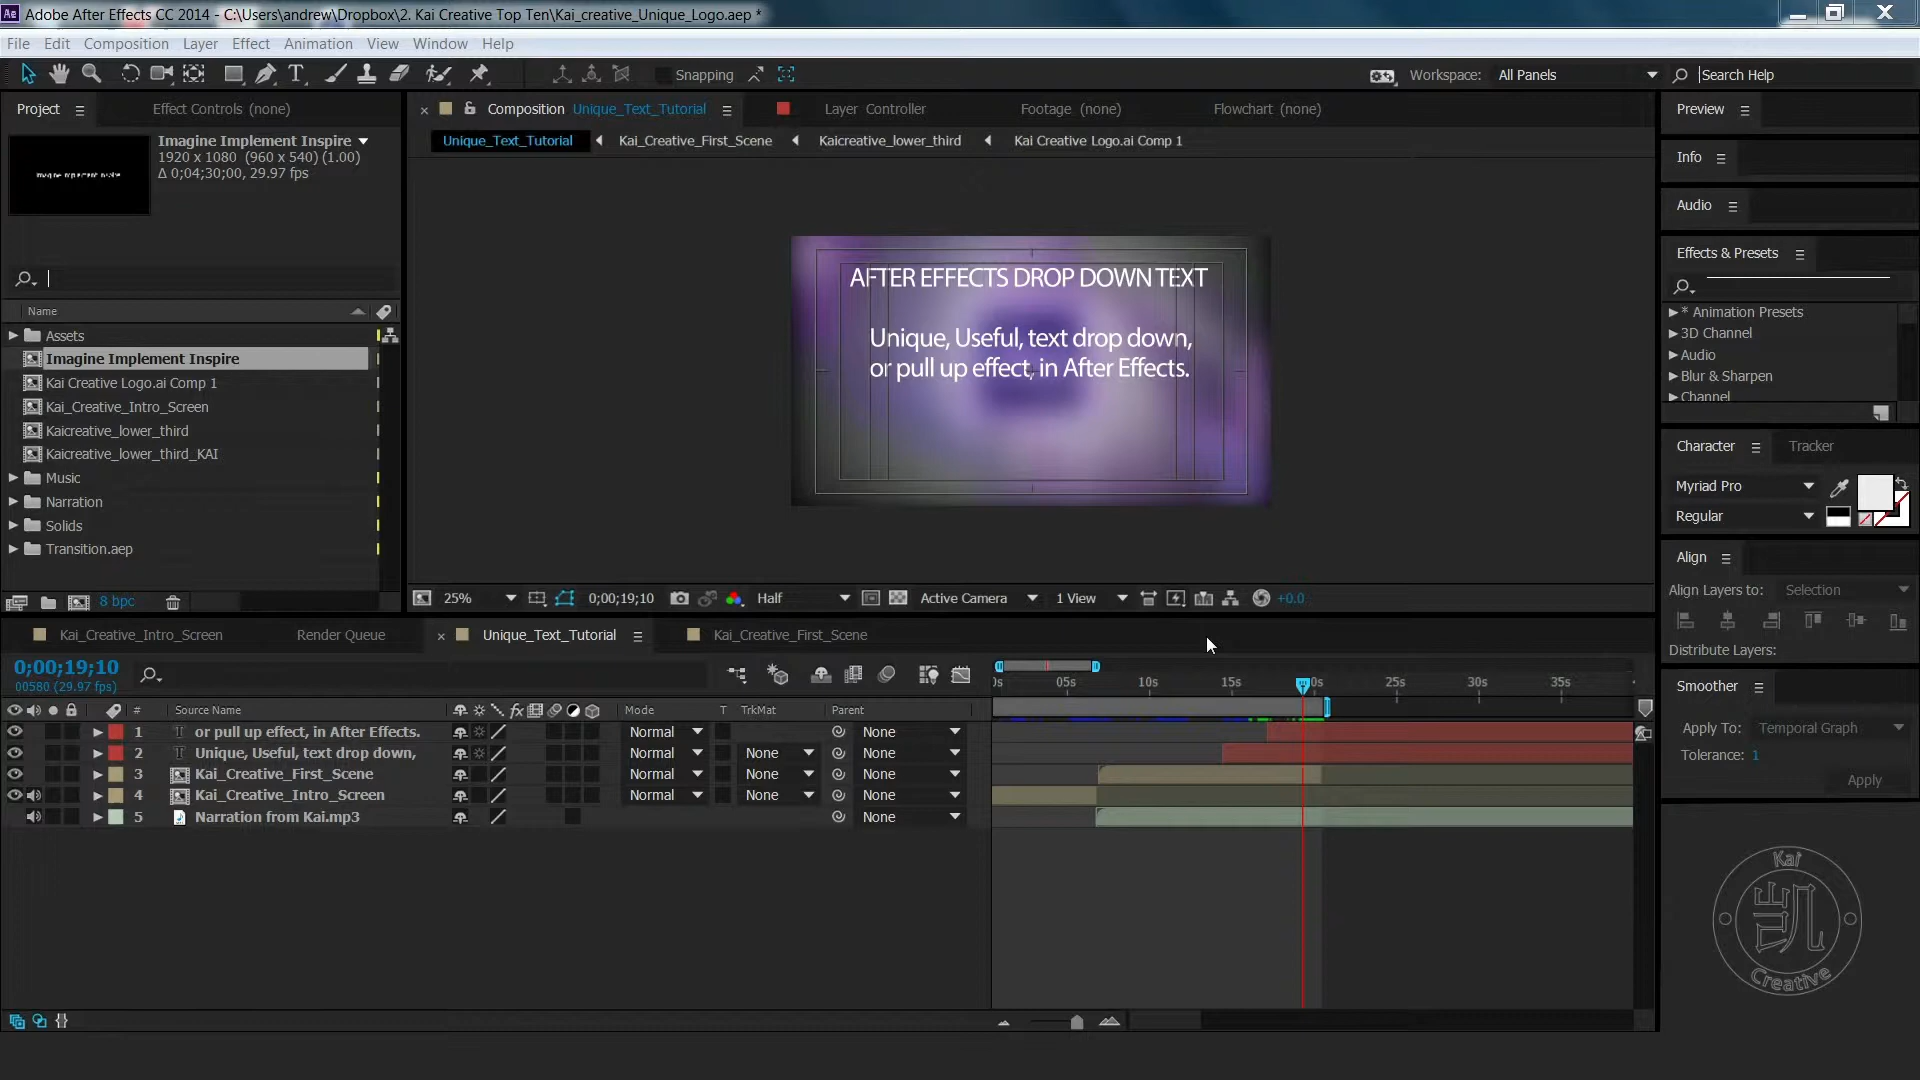 Adobe After Effects CC 2014 - C:\Users\andrew\Dropbox\2. Kai Creative Top Ten\Kai_creative_Unique_Logo.aep *
File Edit Composition Layer Effect Animation View Window Help
Snapping
Workspace: All Panels
Search Help
Project
Effect Controls (none)
Composition Unique_Text_Tutorial
Layer Controller
Footage (none)
Flowchart (none)
Preview
Imagine Implement Inspire
1920 x 1080 (960 x 540) (1.00)
Δ 0;04;30;00, 29.97 fps
Unique_Text_Tutorial
Kai_Creative_First_Scene
Kaicreative_lower_third
Kai Creative Logo.ai Comp 1
Info
Audio
Effects & Presets
* Animation Presets
3D Channel
Audio
Blur & Sharpen
Channel
Name
Assets
Imagine Implement Inspire
Kai Creative Logo.ai Comp 1
Kai_Creative_Intro_Screen
Kaicreative_lower_third
Kaicreative_lower_third_KAI
Music
Narration
Solids
Transition.aep
8 bpc
AFTER EFFECTS DROP DOWN TEXT
Unique, Useful, text drop down,
or pull up effect, in After Effects.
25%
0;00;19;10
Half
Active Camera
1 View
+0.0
Character
Tracker
Myriad Pro
Regular
Align
Align Layers to: Selection
Distribute Layers:
Smoother
Apply To: Temporal Graph
Tolerance: 1
Apply
Kai_Creative_Intro_Screen
Render Queue
Unique_Text_Tutorial
Kai_Creative_First_Scene
0;00;19;10
00580 (29.97 fps)
05s 10s 15s 0s 25s 30s 35s
# Source Name
fx
Mode T TrkMat Parent
1 or pull up effect, in After Effects. Normal None
2 Unique, Useful, text drop down, Normal None None
3 Kai_Creative_First_Scene Normal None None
4 Kai_Creative_Intro_Screen Normal None None
5 Narration from Kai.mp3 None
Kai
凯
Creative